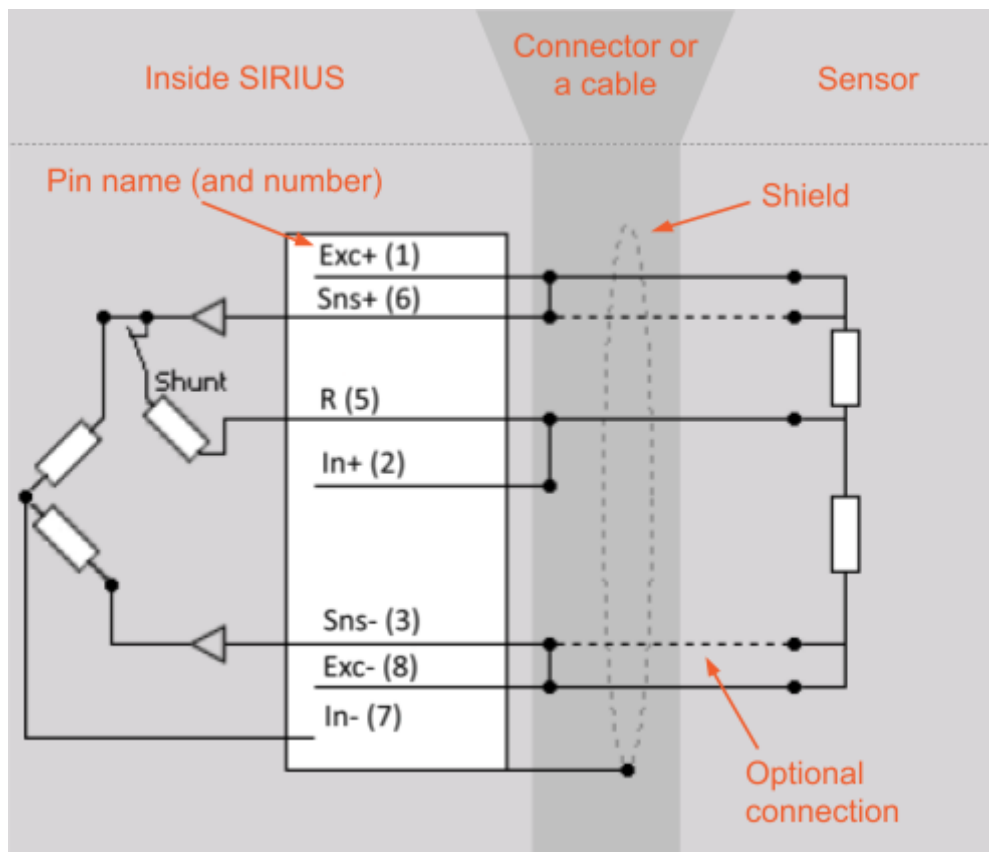 Inside SIRIUS
Connector or
a cable
Sensor
Pin name (and number)
Shield
Exc+ (1)
Sns+ (6)
Shunt
R (5)
In+ (2)
Sns- (3)
Exc- (8)
In- (7)
Optional
connection